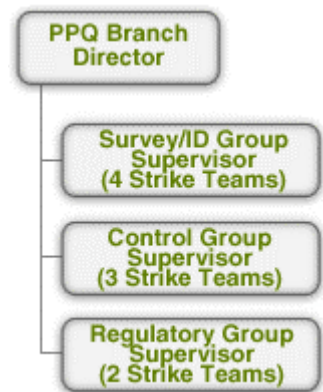 PPQ Branch
Director
Survey/ID Group
Supervisor
(4 Strike Teams)
Control Group
Supervisor
(3 Strike Teams)
Regulatory Group
Supervisor
(2 Strike Teams)